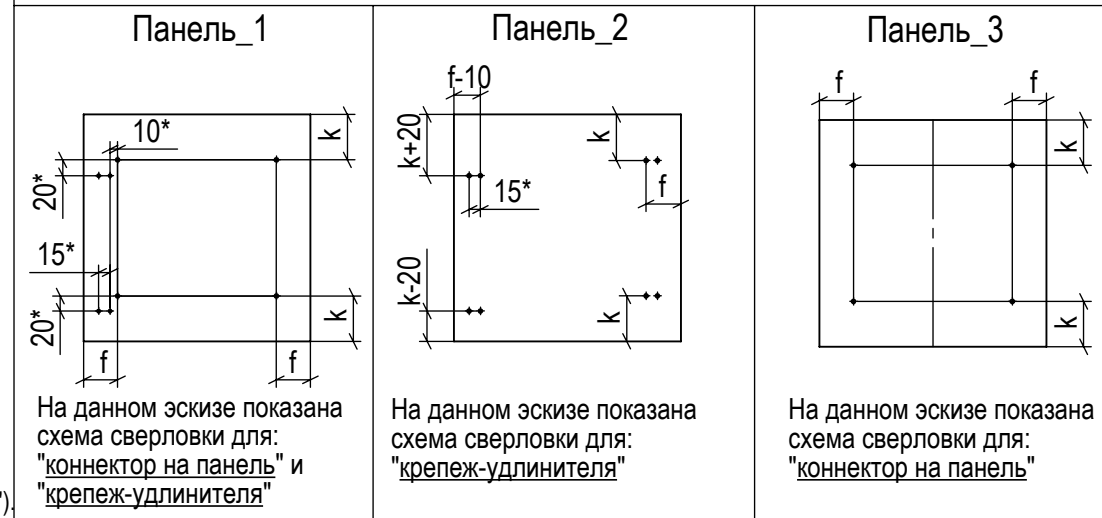 Панель_1
10*
k
20*
15*
20*
k
f
f
На данном эскизе показана
схема сверловки для:
"коннектор на панель" и
"крепеж-удлинителя"
Панель_2
f-10
k+20
k
15*
f
k-20
k
На данном эскизе показана
схема сверловки для:
"крепеж-удлинителя"
Панель_3
f
f
k
k
На данном эскизе показана
схема сверловки для:
"коннектор на панель"
").